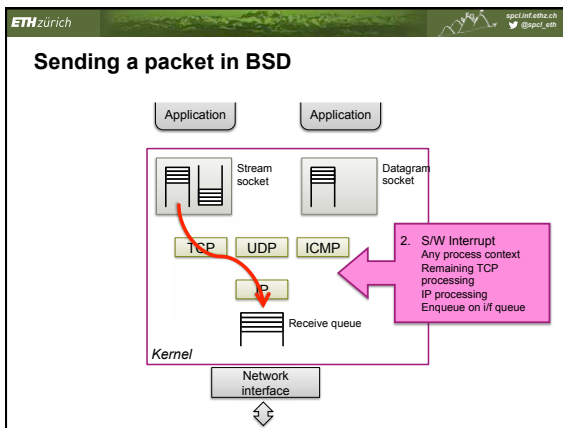 ETH zürich
spcl.inf.ethz.ch
@spcl_eth
Sending a packet in BSD
Application
Application
Stream
socket
Datagram
socket
TCP
UDP
ICMP
IP
2. S/W Interrupt
Any process context
Remaining TCP
processing
IP processing
Enqueue on i/f queue
Receive queue
Kernel
Network
interface